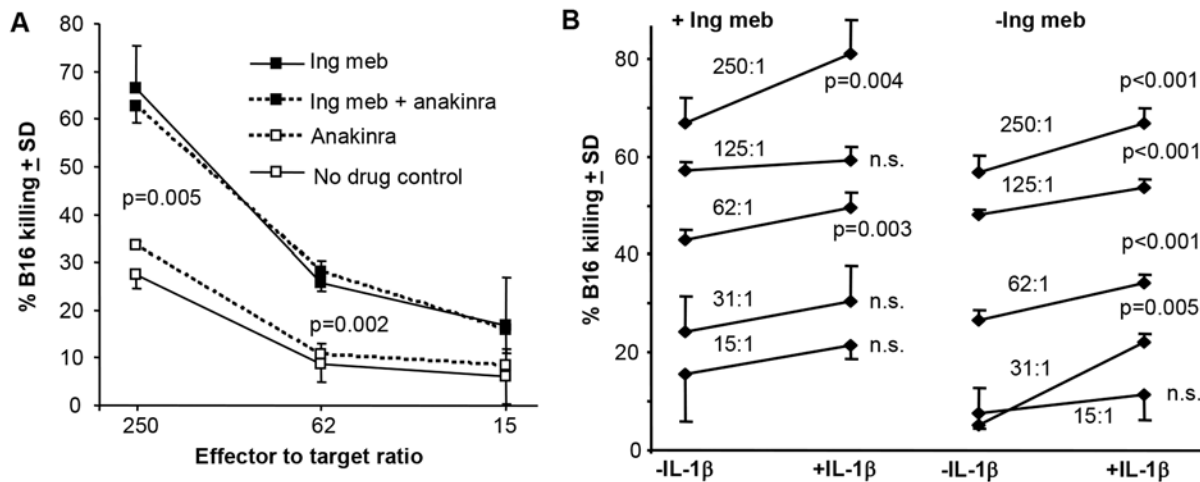 A
% B16 killing ± SD
80
70
60
50
40
30
20
10
0
Ing meb
Ing meb + anakinra
Anakinra
No drug control
p=0.005
p=0.002
250
62
15
Effector to target ratio
B
% B16 killing ± SD
80
60
40
20
0
+ Ing meb
-Ing meb
250:1
p=0.004
125:1
n.s.
62:1
p=0.003
31:1
n.s.
15:1
n.s.
p<0.001
250:1
p<0.001
125:1
p<0.001
62:1
p=0.005
31:1
n.s.
15:1
-IL-1β
+IL-1β
-IL-1β
+IL-1β